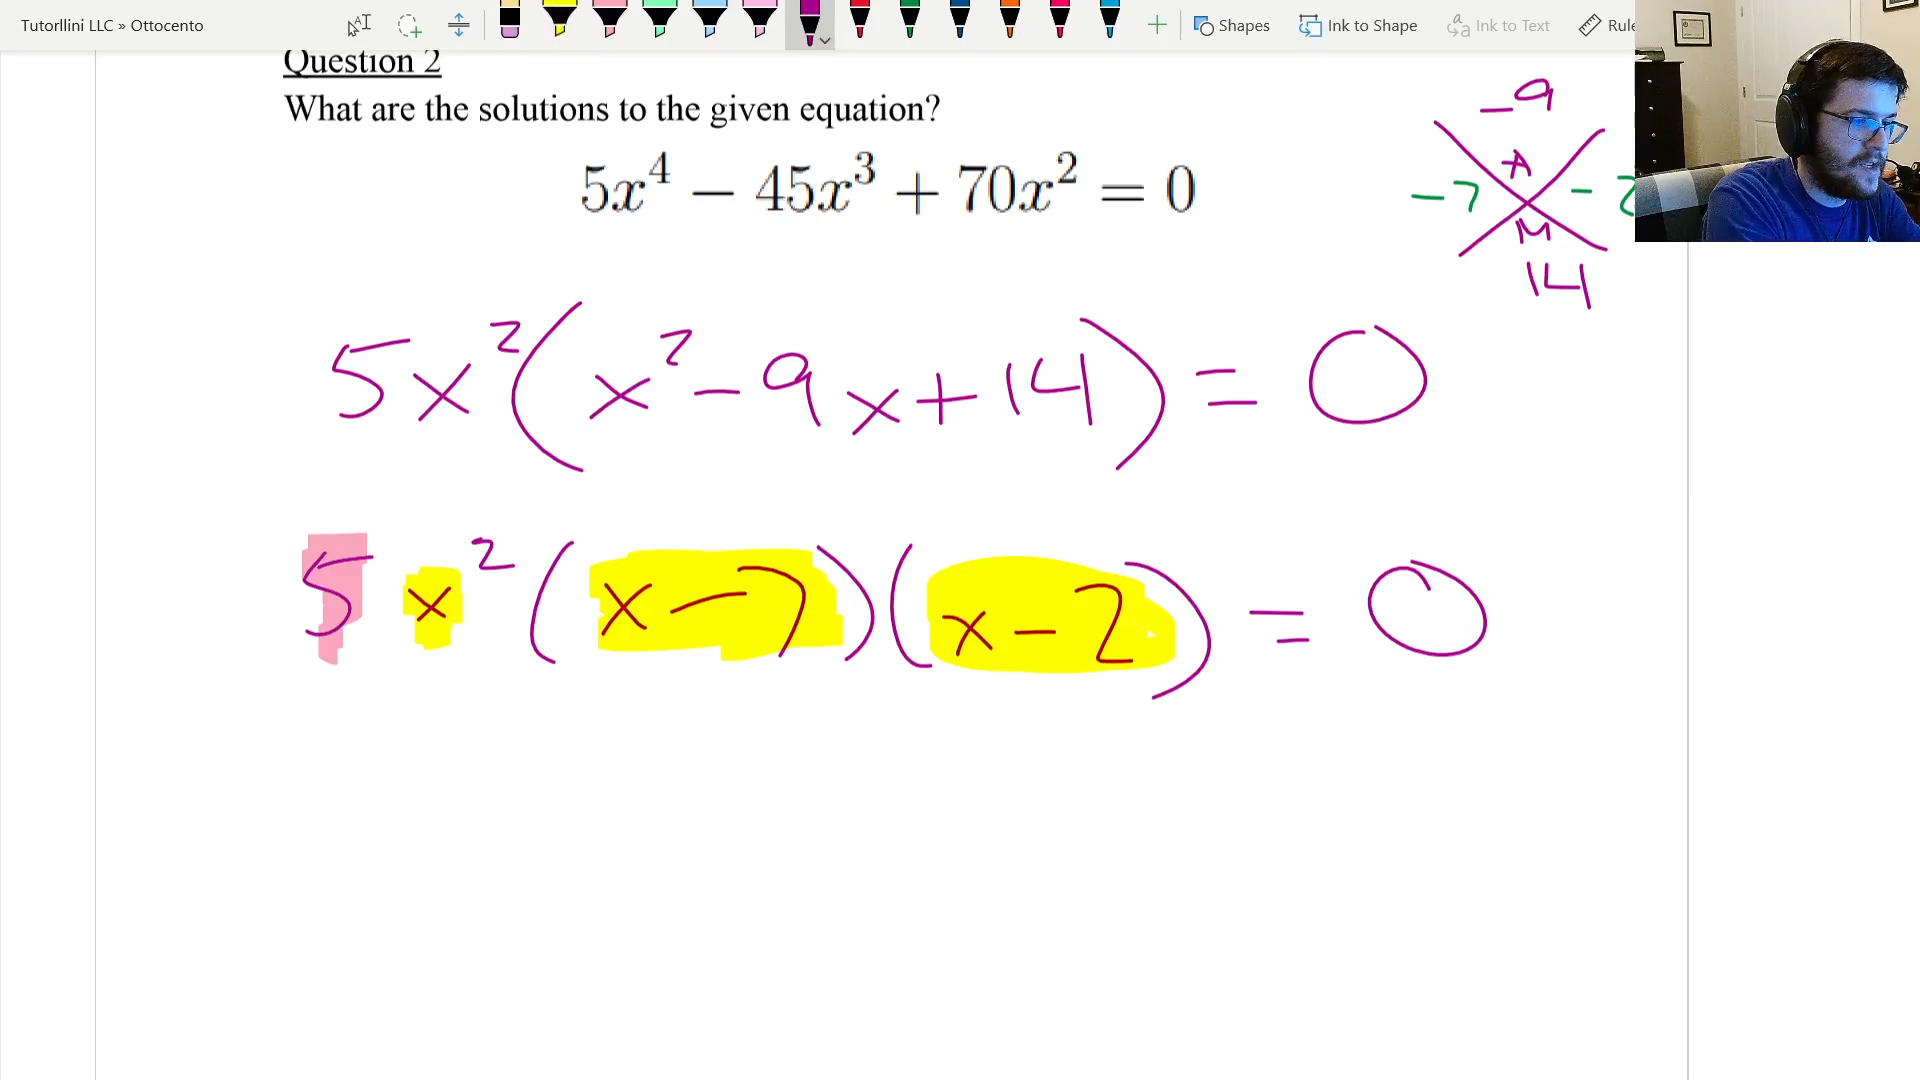 Tutorllini LLC » Ottocento
Shapes
Ink to Shape
Ink to Text
Question 2
What are the solutions to the given equation?
5x⁴ − 45x³ + 70x² = 0
-9
A
-7 -2
M
14
5x²(x²-9x+14)=0
5x²(x-7)(x-2)=0